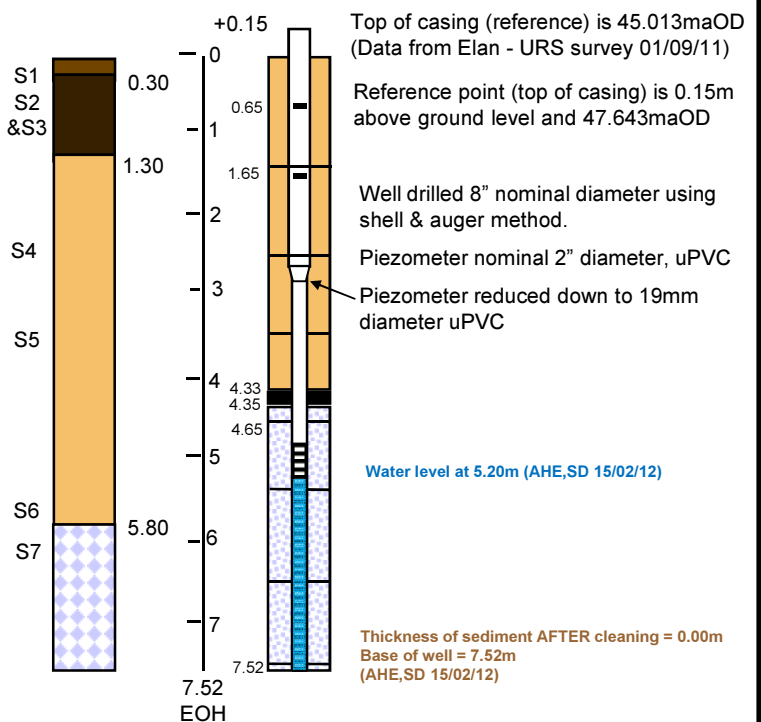 +0.15
Top of casing (reference) is 45.013maOD
(Data from Elan - URS survey 01/09/11)
0
S1
0.30
Reference point (top of casing) is 0.15m
above ground level and 47.643maOD
S2
&S3
0.65
1
1.30
1.65
Well drilled 8” nominal diameter using
shell & auger method.
2
S4
Piezometer nominal 2” diameter, uPVC
3
Piezometer reduced down to 19mm
diameter uPVC
S5
4
4.33
4.35
4.65
5
Water level at 5.20m (AHE,SD 15/02/12)
S6
5.80
6
S7
7
Thickness of sediment AFTER cleaning = 0.00m
Base of well = 7.52m
(AHE,SD 15/02/12)
7.52
7.52
EOH